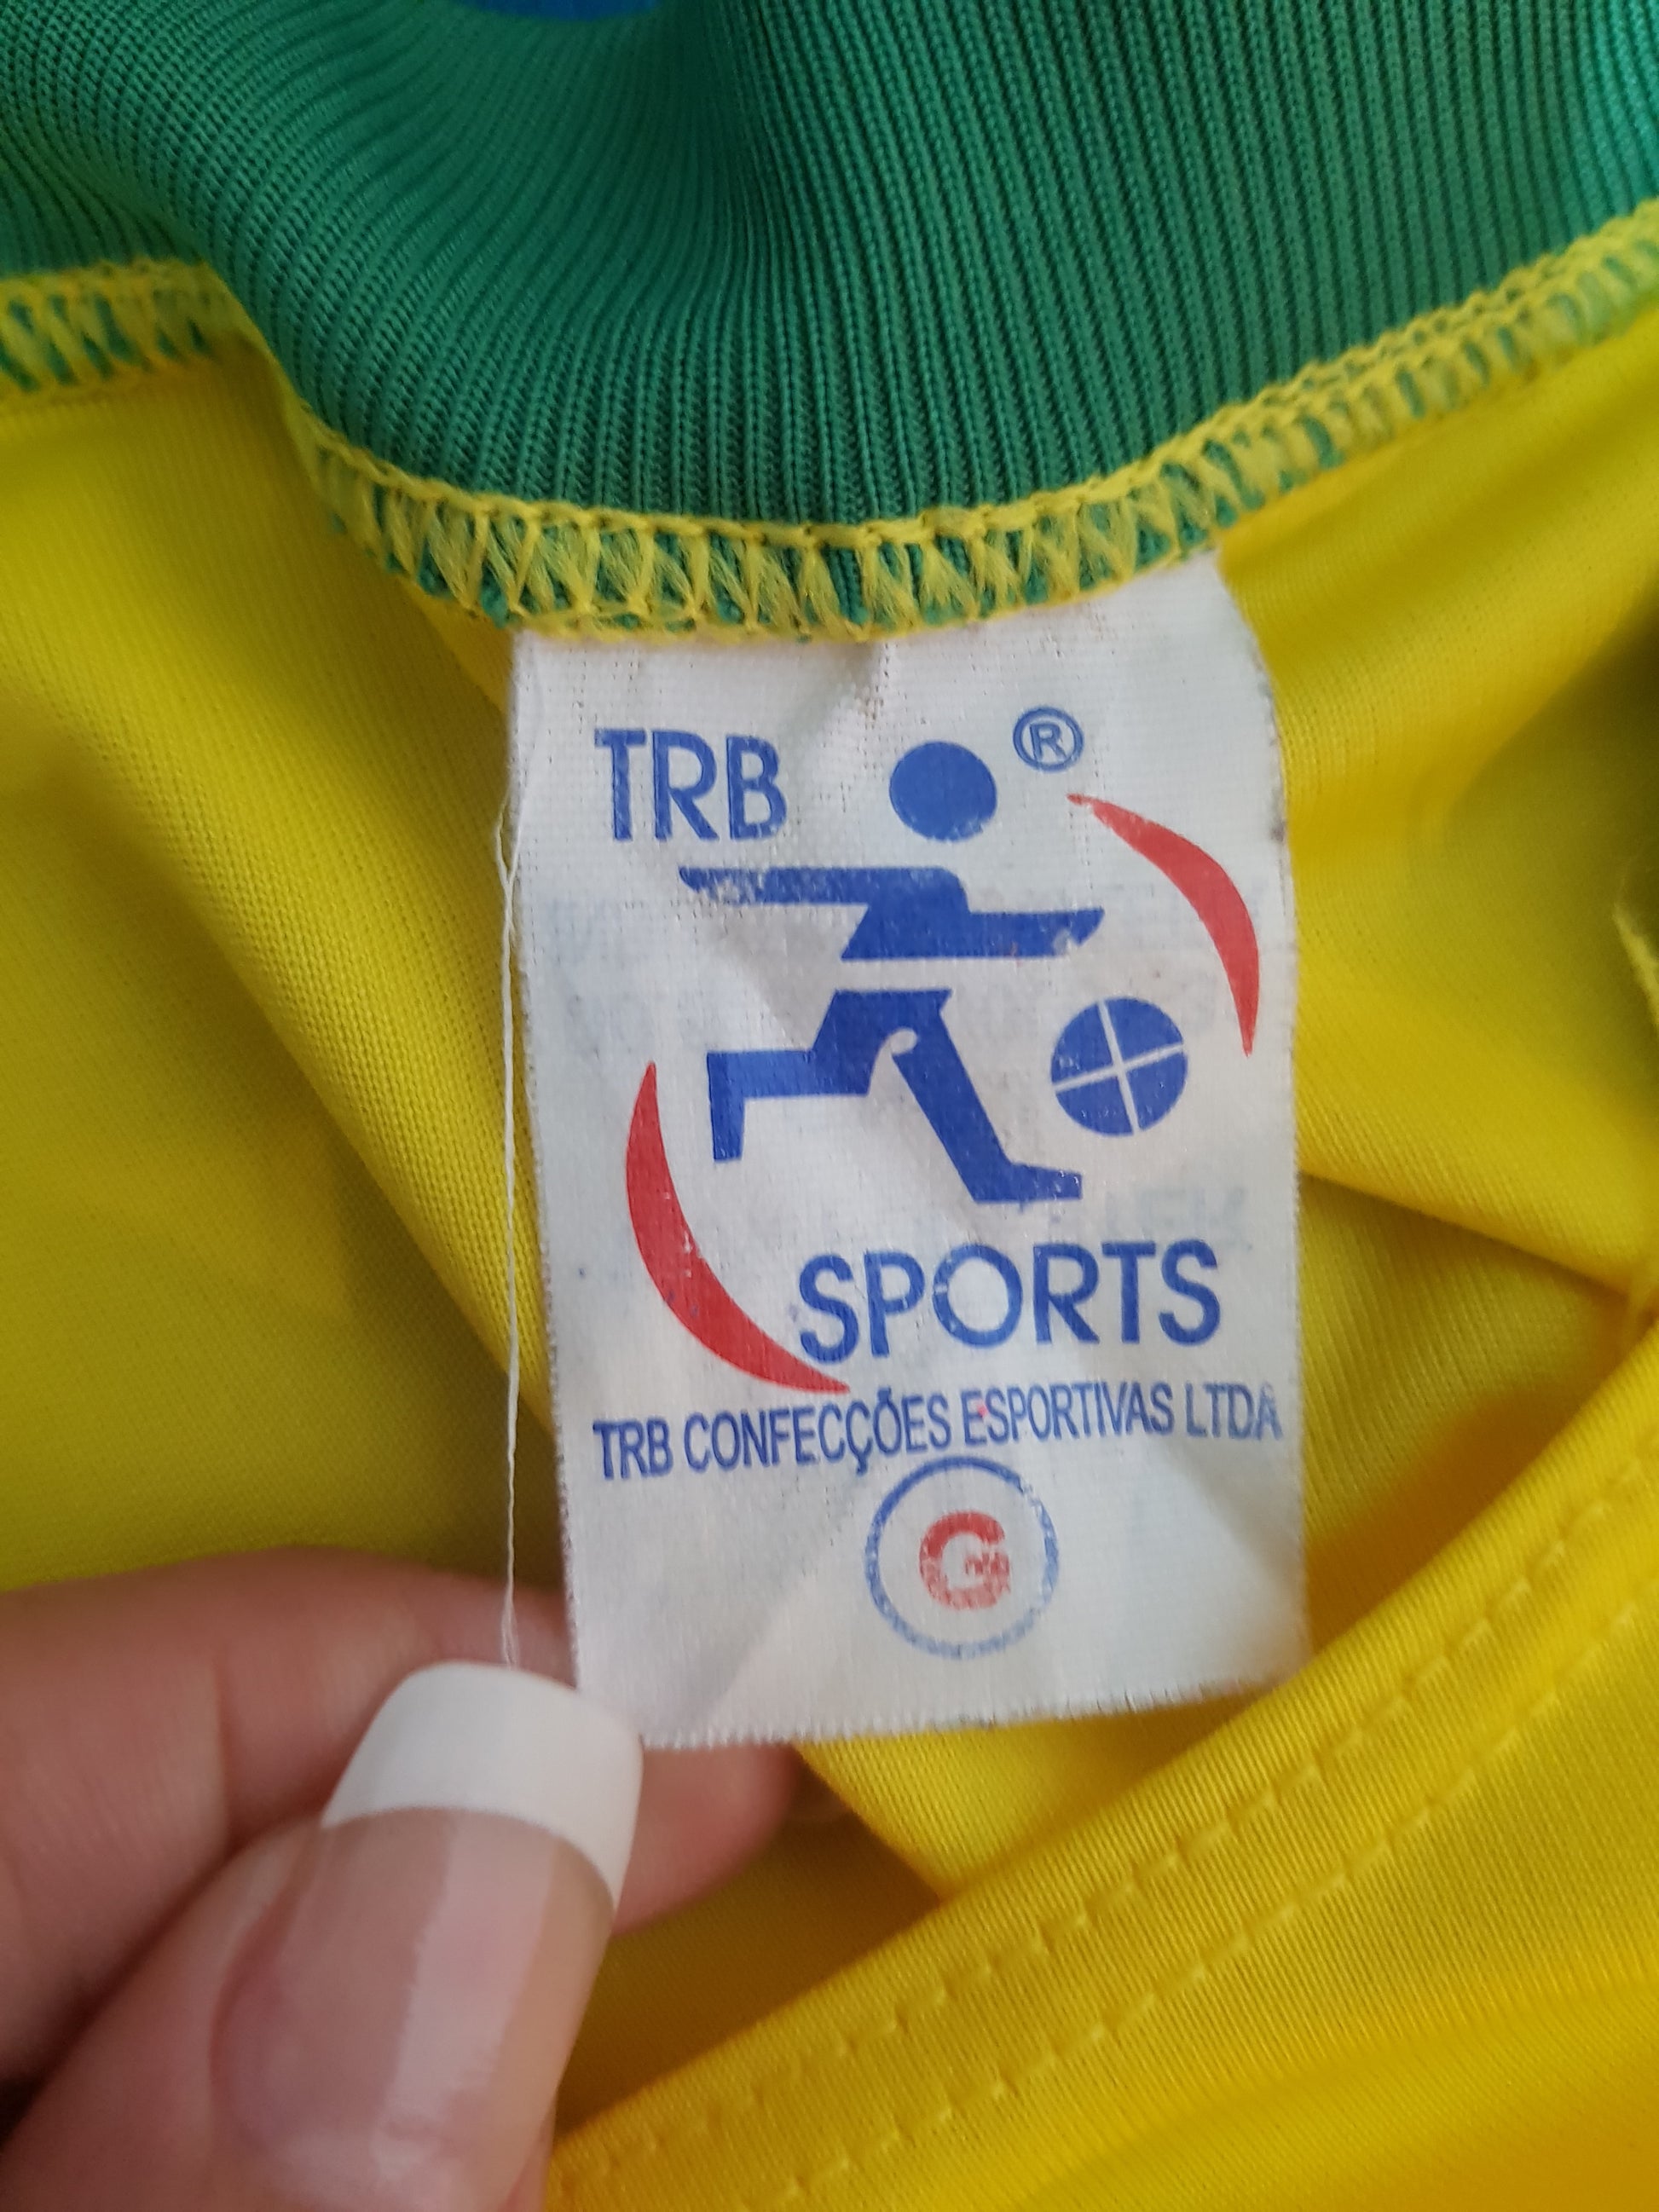 TRB ®
SPORTS
TRB CONFECÇÕES ESPORTIVAS LTDA
G